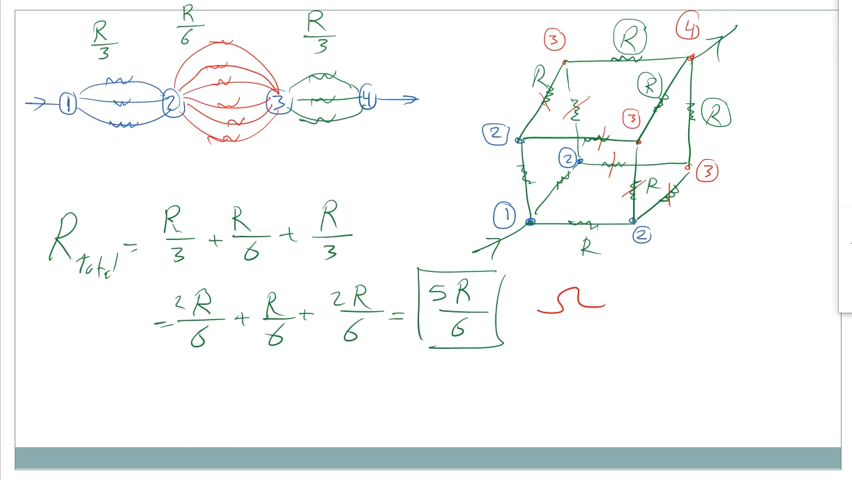 R/3 R/6 R/3
1 2 3 4
3 R 4
R R R
2 3
2 3
R
1 R 2
R_total = R/3 + R/6 + R/3
= 2R/6 + R/6 + 2R/6 = 5R/6 Ω